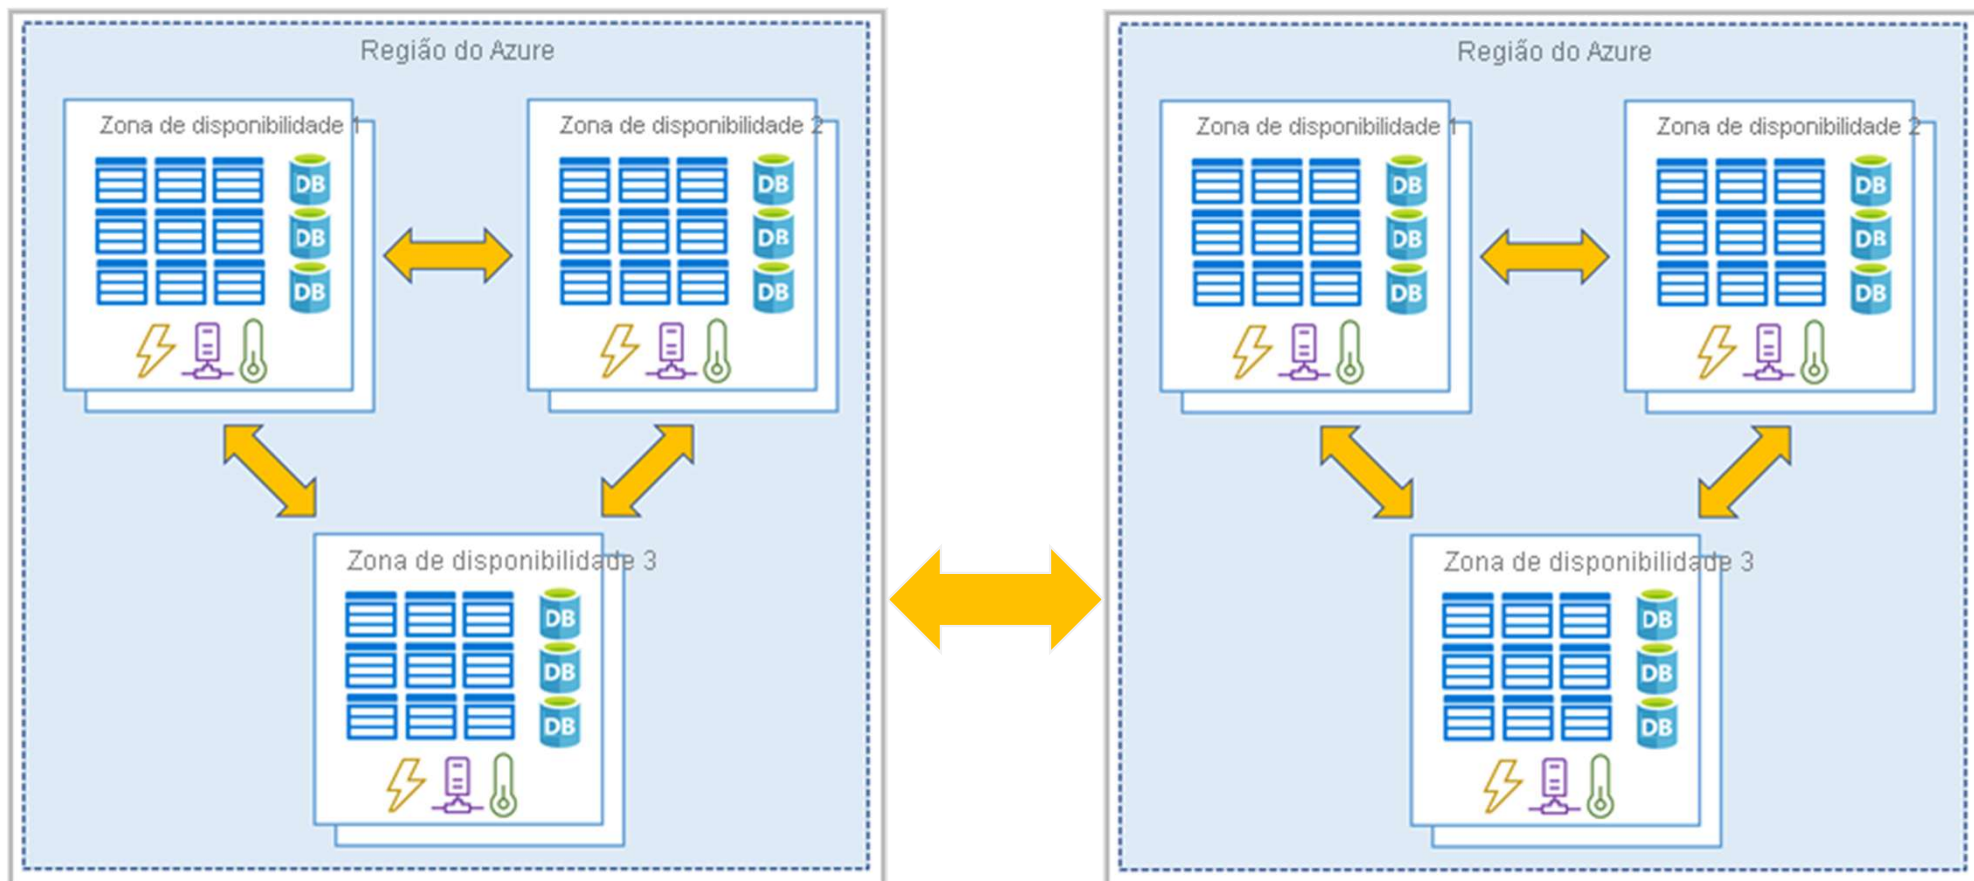 Região do Azure
Zona de disponibilidade 1
Zona de disponibilidade 2
DB
DB
DB
DB
DB
DB
Zona de disponibilidade 3
DB
DB
DB
Região do Azure
Zona de disponibilidade 1
Zona de disponibilidade 2
DB
DB
DB
DB
DB
DB
Zona de disponibilidade 3
DB
DB
DB